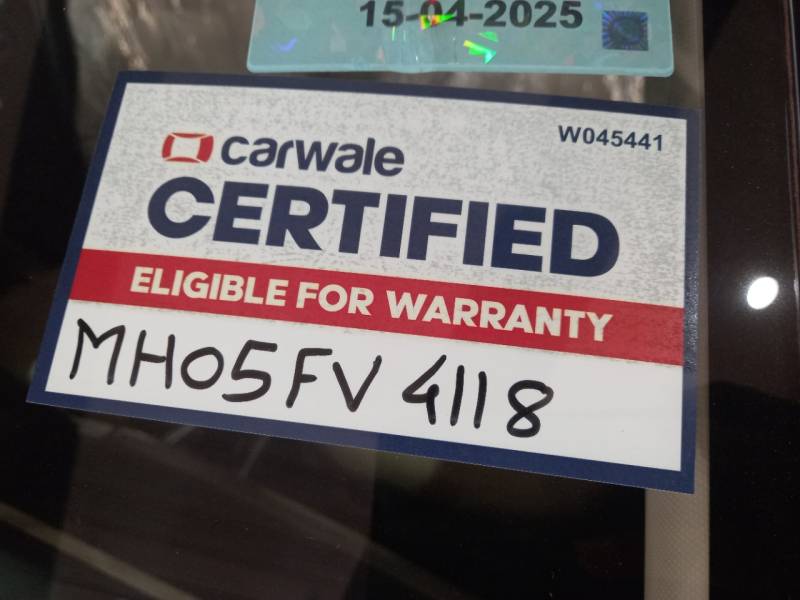 15-04-2025
W045441
carwale
CERTIFIED
ELIGIBLE FOR WARRANTY
MH05FV 4118